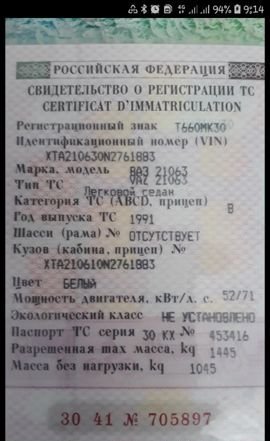 94% 9:14
РОССИЙСКАЯ ФЕДЕРАЦИЯ
СВИДЕТЕЛЬСТВО О РЕГИСТРАЦИИ ТС
CERTIFICAT D'IMMATRICULATION
Регистрационный знак Т660МК30
Идентификационный номер (VIN)
XTA210630N2761883
Марка, модель ВАЗ 21063
VAZ 21063
Тип ТС Легковой седан
Категория ТС (ABCD, прицеп) B
Год выпуска ТС 1991
Шасси (рама) № ОТСУТСТВУЕТ
Кузов (кабина, прицеп) №
XTA210610N2761883
Цвет БЕЛЫЙ
Мощность двигателя, кВт/л. с. 52/71
Экологический класс НЕ УСТАНОВЛЕНО
Паспорт ТС серия 30 КХ № 453416
Разрешенная max масса, kg 1445
Масса без нагрузки, kg 1045
30 41 № 705897